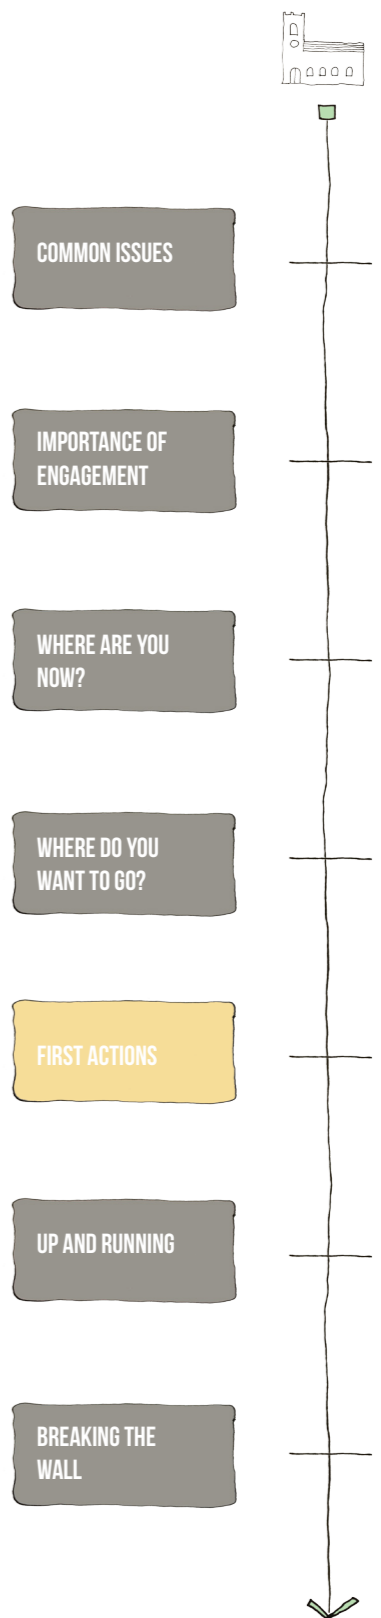 COMMON ISSUES
IMPORTANCE OF
ENGAGEMENT
WHERE ARE YOU
NOW?
WHERE DO YOU
WANT TO GO?
FIRST ACTIONS
UP AND RUNNING
BREAKING THE
WALL